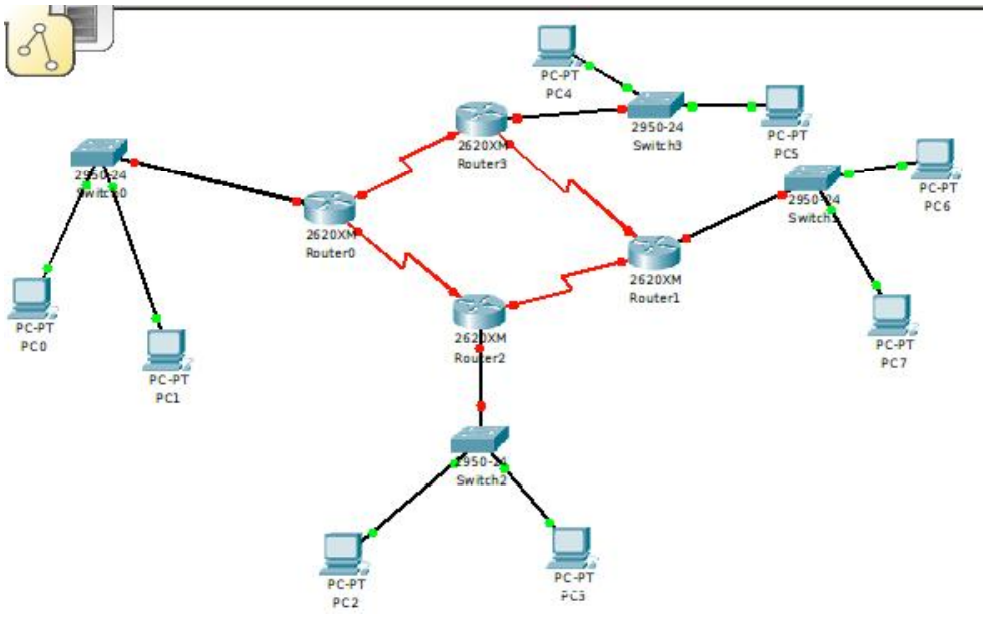 PC-PT
PC4
2950-24
Switch3
PC-PT
PC5
2620XM
Router3
2950-24
Switch0
2950-24
PC-PT
PC6
2620XM
Router0
2620XM
Router1
PC-PT
PC0
2620XM
Router2
PC-PT
PC7
PC-PT
PC1
2950-24
Switch2
PC-PT
PC2
PC-PT
PC3